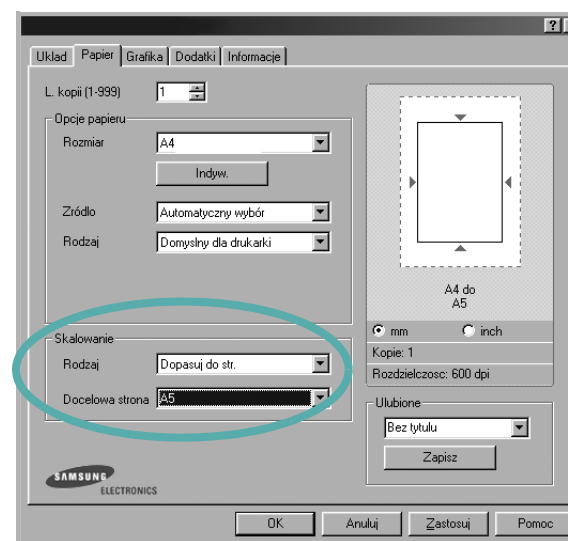 ?
Uklad Papier Grafika Dodatki Informacje
L. kopii (1-999) 1
Opcje papieru
Rozmiar A4
Indyw.
Zródlo Automatyczny wybór
Rodzaj Domyslny dla drukarki
Skalowanie
Rodzaj Dopasuj do str.
Docelowa strona A5
SAMSUNG
ELECTRONICS
A4 do
A5
mm inch
Kopie: 1
Rozdzielczosc: 600 dpi
Ulubione
Bez tytulu
Zapisz
OK Anuluj Zastosuj Pomoc